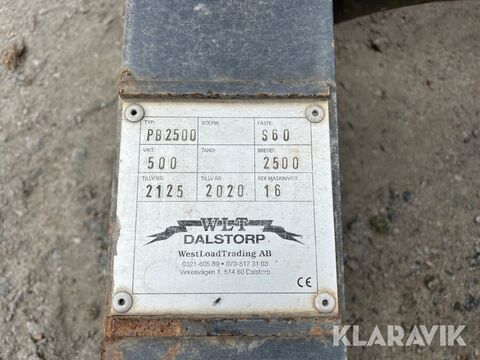 TYP: VOLYM: FÄSTE:
PB2500 S60
VIKT: TAND: BREDD:
500 2500
TILLV.NR: TILLV.ÅR: REK.MASKINVIKT:
2125 2020 16
WLT
DALSTORP
WestLoadTrading AB
0321-605 89 • 070-517 31 03
Virkesvägen 1, 514 60 Dalstorp
CE
KLARAVIK